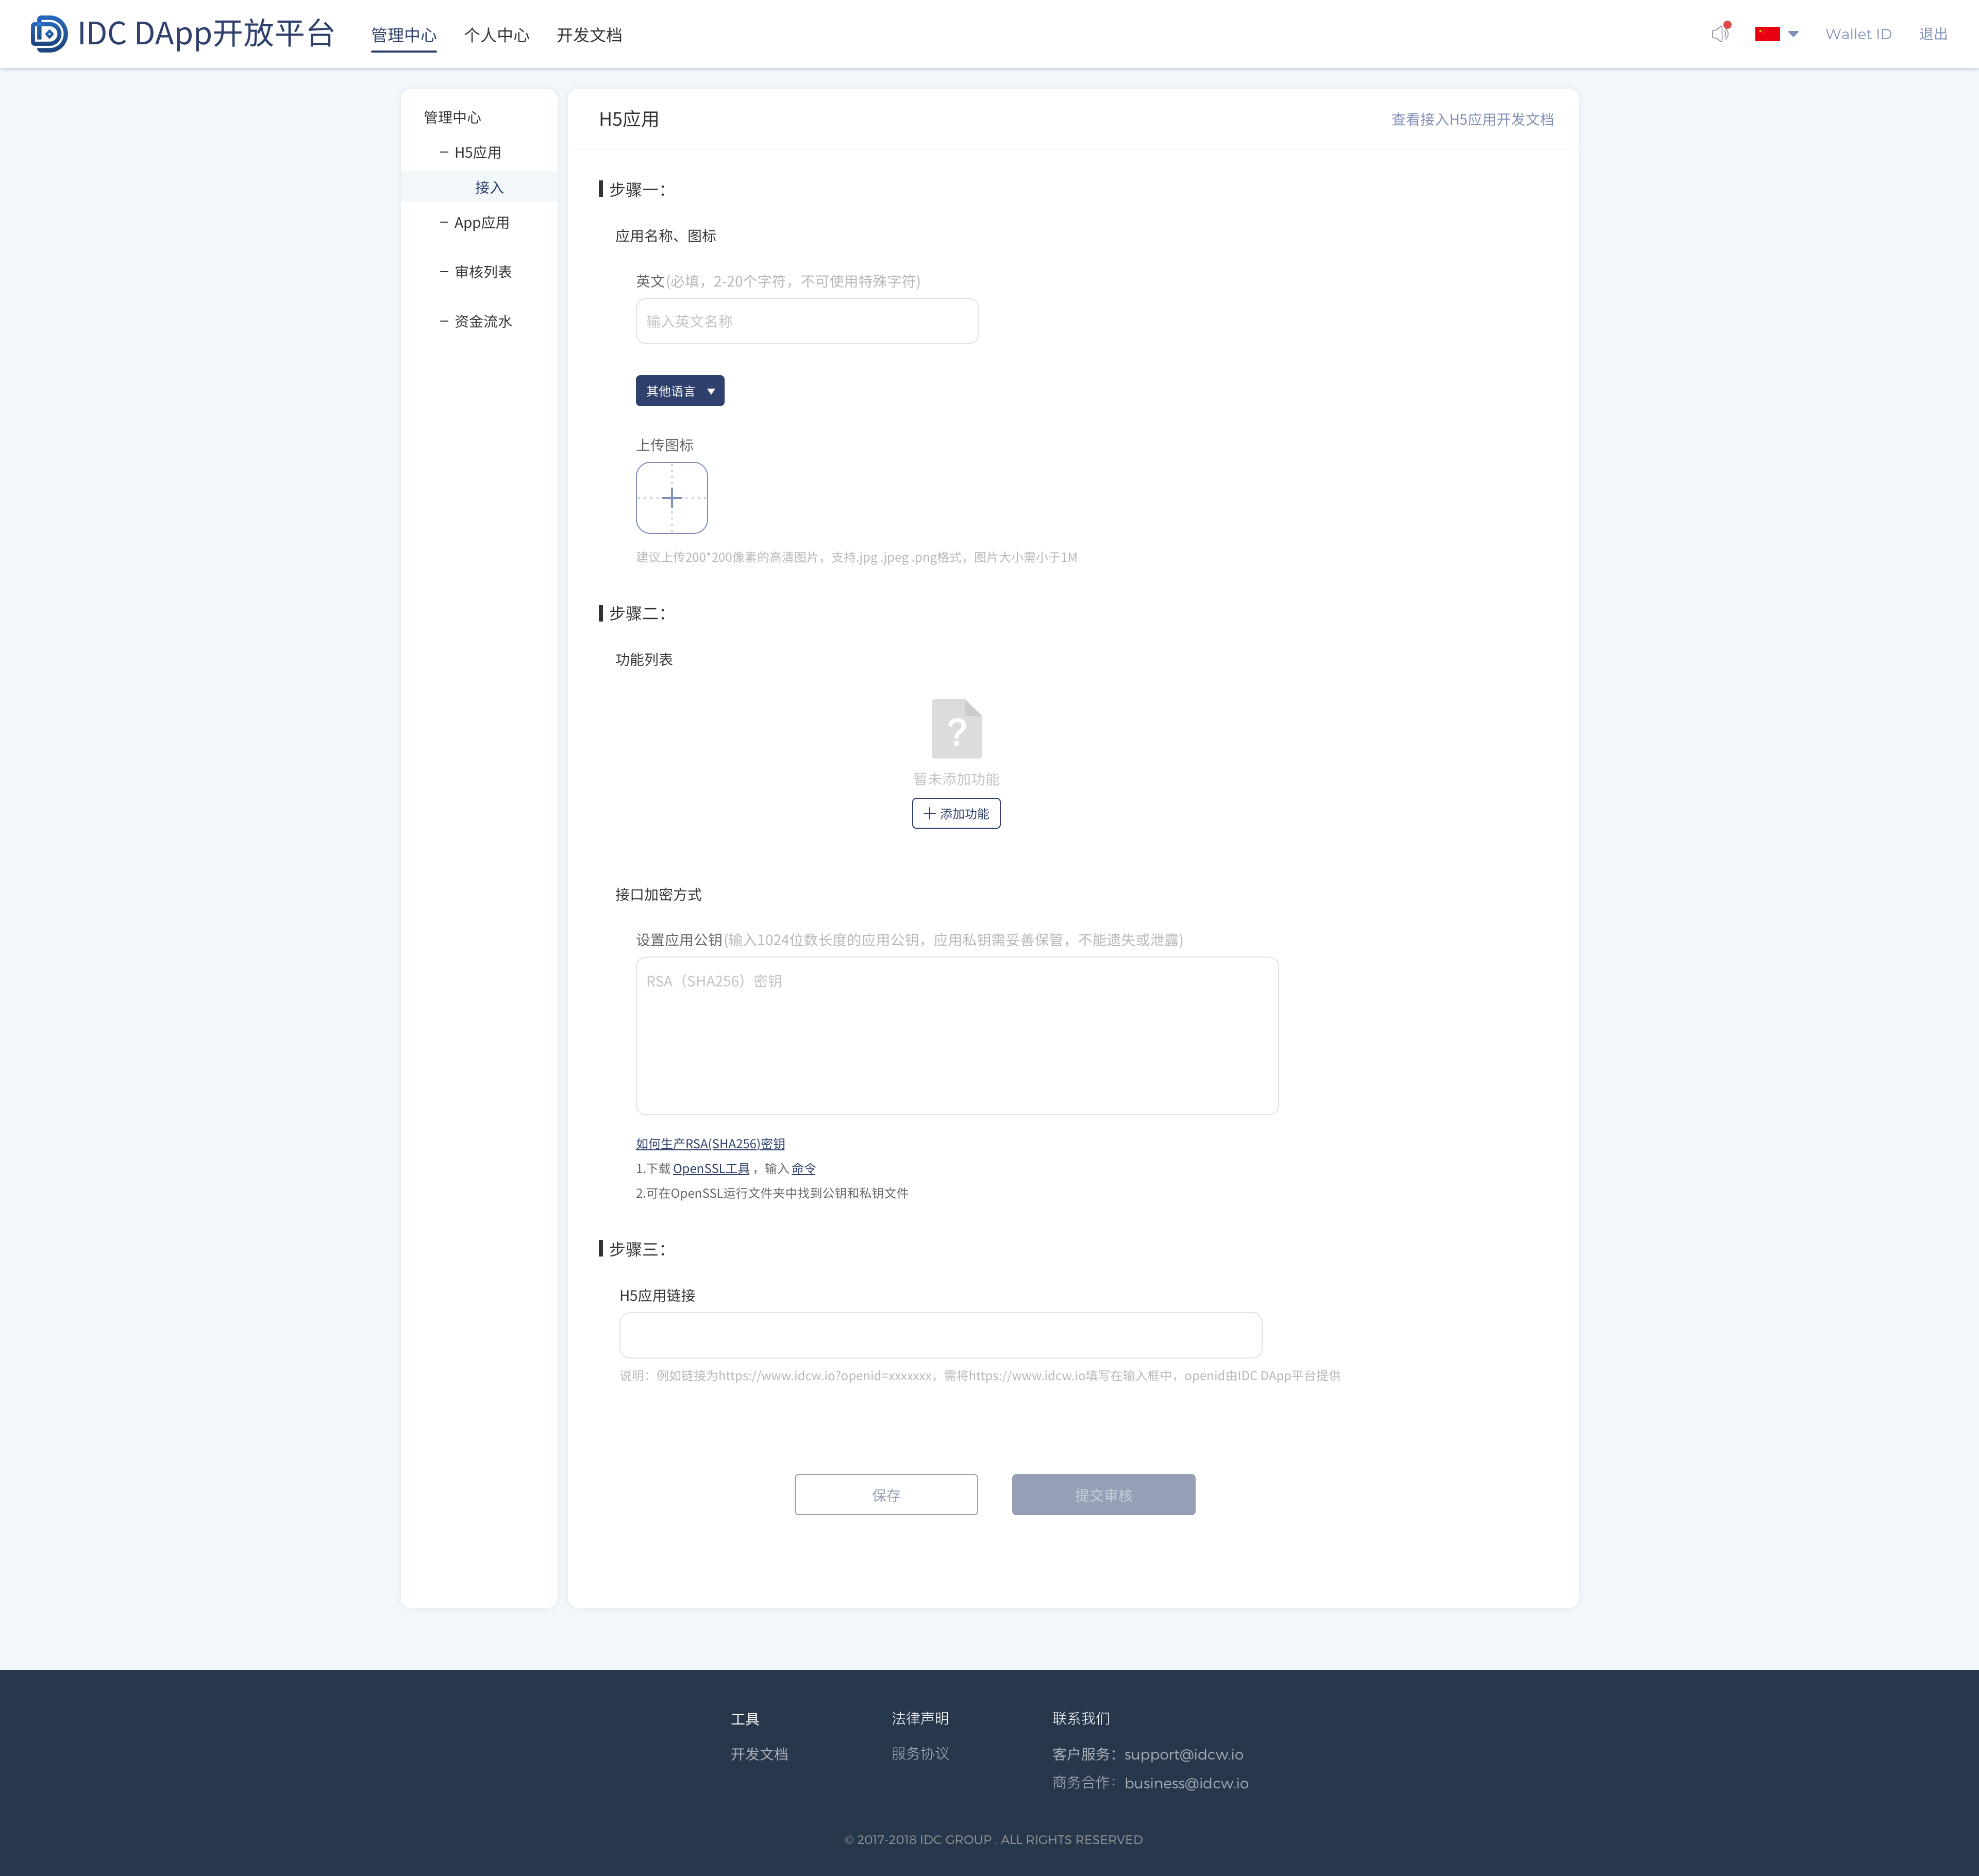 IDC DApp开放平台
管理中心 个人中心 开发文档
Wallet ID 退出
管理中心
H5应用
接入
App应用
审核列表
资金流水
H5应用
查看接入H5应用开发文档
步骤一：
应用名称、图标
英文(必填，2-20个字符，不可使用特殊字符)
输入英文名称
其他语言
上传图标
建议上传200*200像素的高清图片，支持.jpg .jpeg .png格式，图片大小需小于1M
步骤二：
功能列表
?
暂未添加功能
添加功能
接口加密方式
设置应用公钥(输入1024位数长度的应用公钥，应用私钥需妥善保管，不能遗失或泄露)
RSA（SHA256）密钥
如何生产RSA(SHA256)密钥
1.下载 OpenSSL工具 ，输入 命令
2.可在OpenSSL运行文件夹中找到公钥和私钥文件
步骤三：
H5应用链接
说明：例如链接为https://www.idcw.io?openid=xxxxxxx，需将https://www.idcw.io填写在输入框中，openid由IDC DApp平台提供
保存
提交审核
工具
开发文档
法律声明
服务协议
联系我们
客户服务：support@idcw.io
商务合作：business@idcw.io
© 2017-2018 IDC GROUP . ALL RIGHTS RESERVED